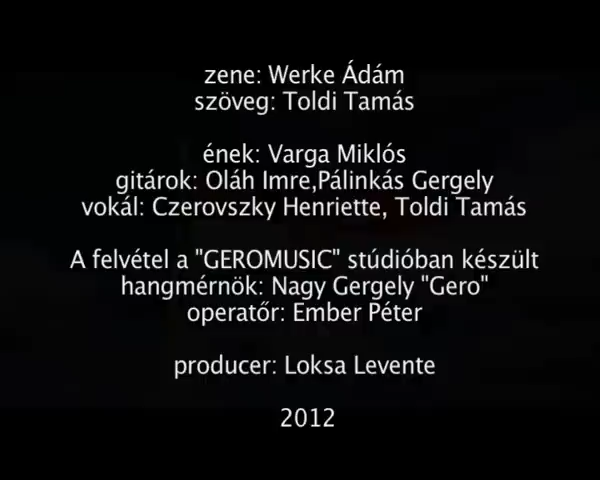 zene: Werke Ádám
szöveg: Toldi Tamás
ének: Varga Miklós
gitárok: Oláh Imre,Pálinkás Gergely
vokál: Czerovszky Henriette, Toldi Tamás
A felvétel a "GEROMUSIC" stúdióban készült
hangmérnök: Nagy Gergely "Gero"
operatőr: Ember Péter
producer: Loksa Levente
2012